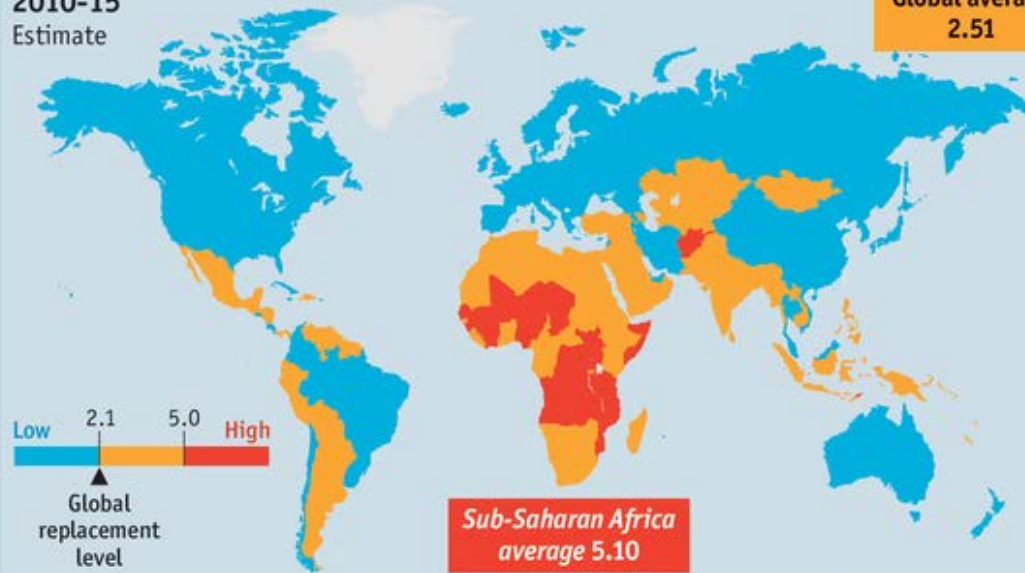 2010-15
Estimate
2.51
Low
2.1
5.0
High
Global
replacement
level
Sub-Saharan Africa
average 5.10